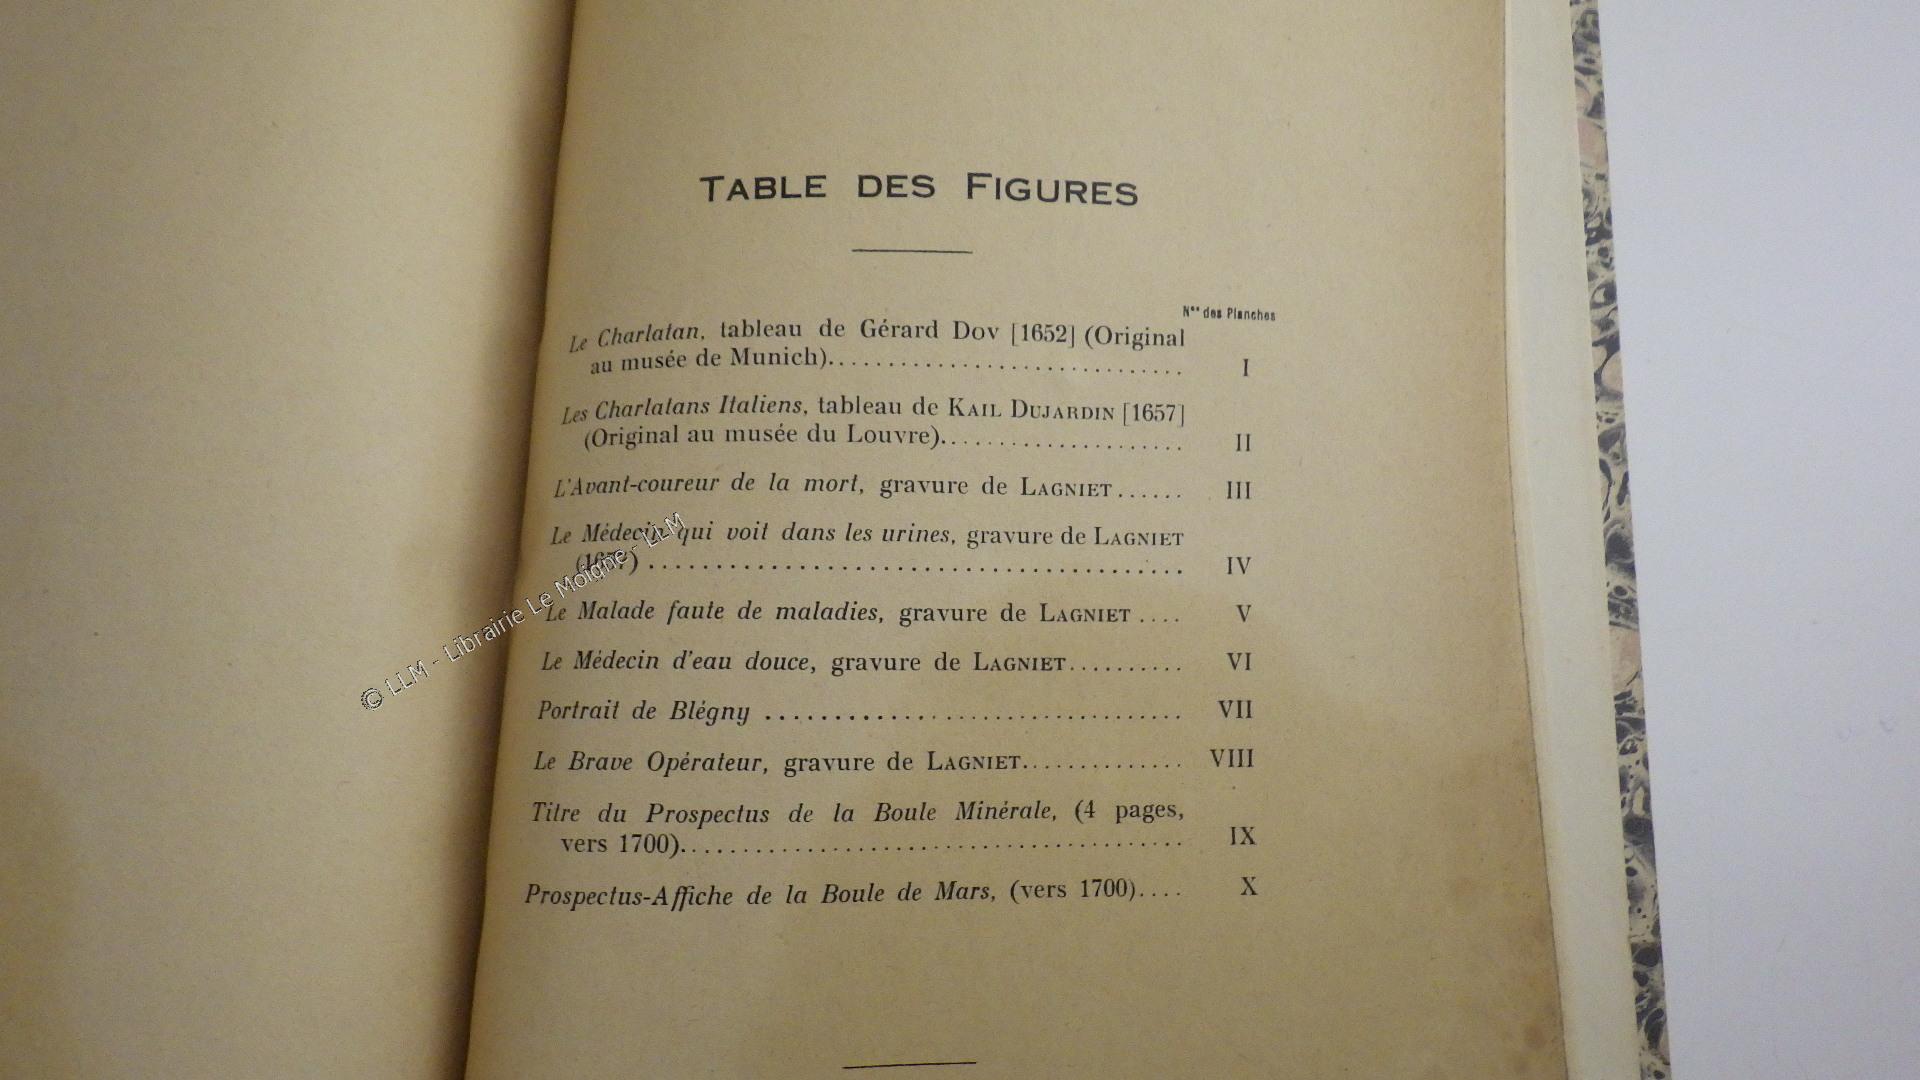 TABLE DES FIGURES
Nos des Planches
Le Charlatan, tableau de Gérard Dov [1652] (Original
au musée de Munich).............................. I
Les Charlatans Italiens, tableau de KAIL DUJARDIN [1657]
(Original au musée du Louvre)..................... II
L'Avant-coureur de la mort, gravure de LAGNIET...... III
Le Médecin qui voit dans les urines, gravure de LAGNIET
........................................ IV
Le Malade faute de maladies, gravure de LAGNIET .... V
Le Médecin d'eau douce, gravure de LAGNIET.......... VI
Portrait de Blégny ................................. VII
Le Brave Opérateur, gravure de LAGNIET.............. VIII
Titre du Prospectus de la Boule Minérale, (4 pages,
vers 1700)......................................... IX
Prospectus-Affiche de la Boule de Mars, (vers 1700).... X
© LLM - Librairie Le Moigne - LLM